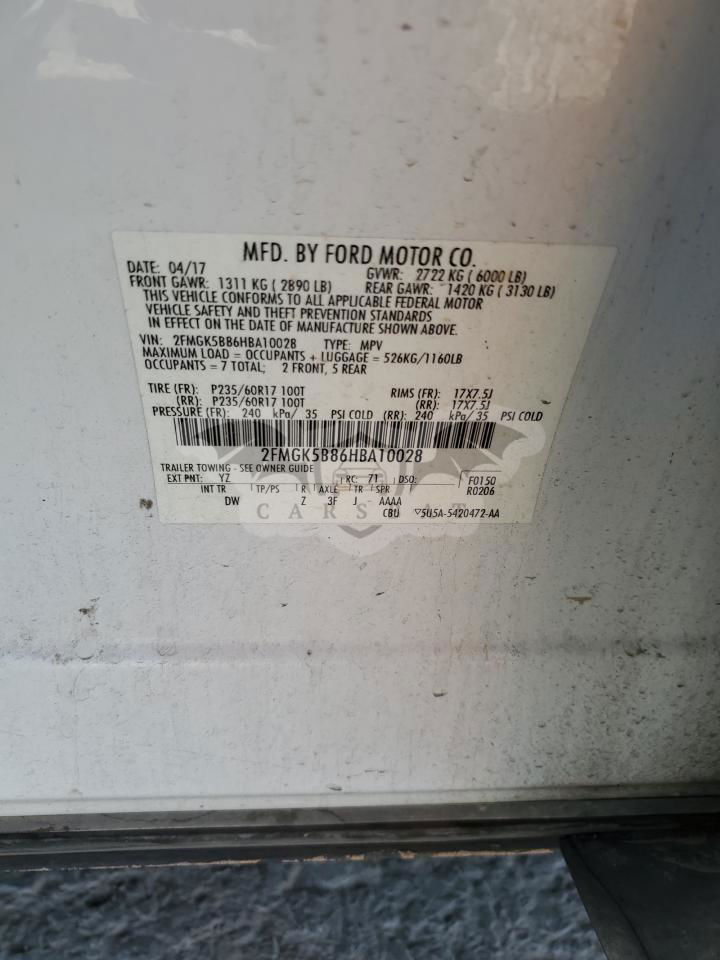 MFD. BY FORD MOTOR CO.
DATE: 04/17 GVWR: 2722 KG ( 6000 LB)
FRONT GAWR: 1311 KG ( 2890 LB) REAR GAWR: 1420 KG ( 3130 LB)
THIS VEHICLE CONFORMS TO ALL APPLICABLE FEDERAL MOTOR
VEHICLE SAFETY AND THEFT PREVENTION STANDARDS
IN EFFECT ON THE DATE OF MANUFACTURE SHOWN ABOVE.
VIN: 2FMGK5B86HBA10028 TYPE: MPV
MAXIMUM LOAD = OCCUPANTS + LUGGAGE = 526KG/1160LB
OCCUPANTS = 7 TOTAL; 2 FRONT, 5 REAR
TIRE (FR): P235/60R17 100T RIMS (FR): 17X7.5J
(RR): P235/60R17 100T (RR): 17X7.5J
PRESSURE (FR): 240 kPa/ 35 PSI COLD (RR): 240 kPa/ 35 PSI COLD
2FMGK5B86HBA10028
TRAILER TOWING - SEE OWNER GUIDE
EXT PNT: YZ RC: 71 DSO: F0150
INT TR TP/PS R AXLE TR SPR R0206
DW Z 3F J AAAA
CBU ▽5U5A-5420472-AA